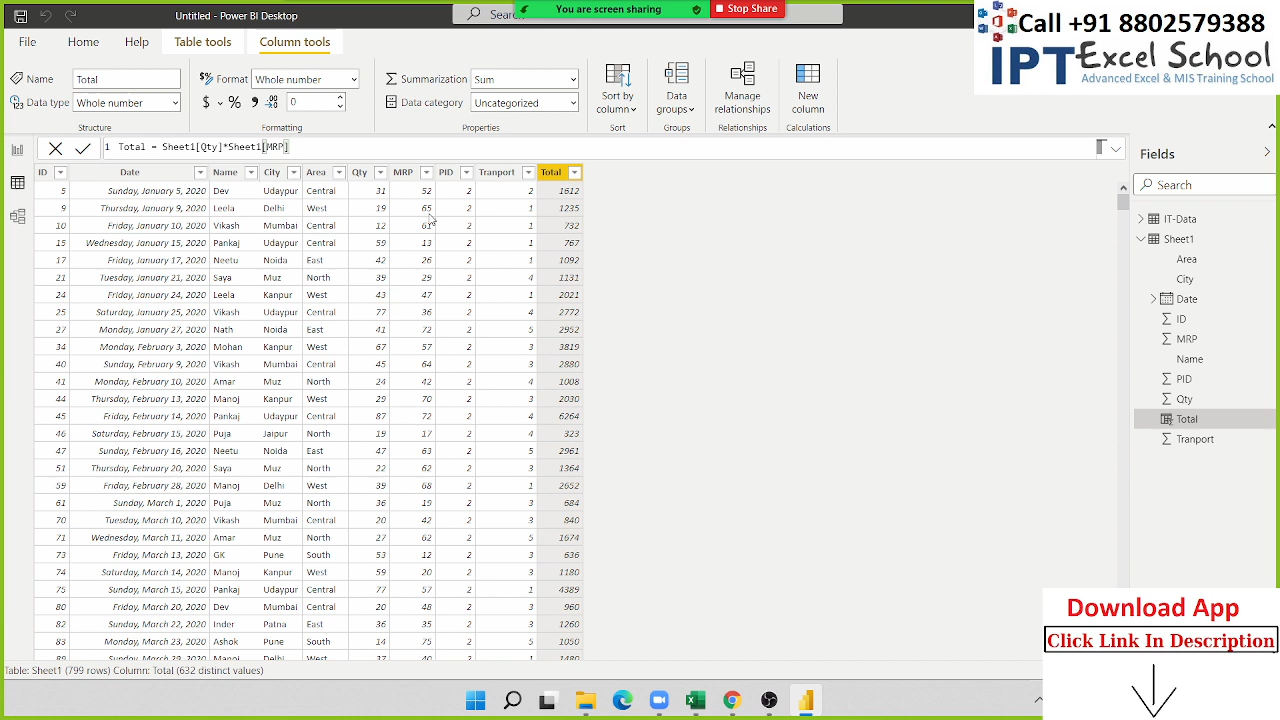 Untitled - Power BI Desktop
You are screen sharing
Stop Share
Call +91 8802579388
IPT Excel School
Advanced Excel & MIS Training School
File Home Help Table tools Column tools
Name Total Format Whole number Summarization Sum
Data type Whole number $ % 0 Data category Uncategorized
Sort by column Data groups Manage relationships New column
Structure Formatting Properties Sort Groups Relationships Calculations
1 Total = Sheet1[Qty]*Sheet1[MRP]
ID Date Name City Area Qty MRP PID Tranport Total
5 Sunday, January 5, 2020 Dev Udaypur Central 31 52 2 2 1612
9 Thursday, January 9, 2020 Leela Delhi West 19 65 2 1 1235
10 Friday, January 10, 2020 Vikash Mumbai Central 12 61 2 1 732
15 Wednesday, January 15, 2020 Pankaj Udaypur Central 59 13 2 1 767
17 Friday, January 17, 2020 Neetu Noida East 42 26 2 1 1092
21 Tuesday, January 21, 2020 Saya Muz North 39 29 2 4 1131
24 Friday, January 24, 2020 Leela Kanpur West 43 47 2 1 2021
25 Saturday, January 25, 2020 Vikash Udaypur Central 77 36 2 4 2772
27 Monday, January 27, 2020 Nath Noida East 41 72 2 5 2952
34 Monday, February 3, 2020 Mohan Kanpur West 67 57 2 3 3819
40 Sunday, February 9, 2020 Vikash Mumbai Central 45 64 2 3 2880
41 Monday, February 10, 2020 Amar Muz North 24 42 2 4 1008
44 Thursday, February 13, 2020 Manoj Kanpur West 29 70 2 3 2030
45 Friday, February 14, 2020 Pankaj Udaypur Central 87 72 2 4 6264
46 Saturday, February 15, 2020 Puja Jaipur North 19 17 2 4 323
47 Sunday, February 16, 2020 Neetu Noida East 47 63 2 5 2961
51 Thursday, February 20, 2020 Saya Muz North 22 62 2 3 1364
59 Friday, February 28, 2020 Manoj Delhi West 39 68 2 1 2652
61 Sunday, March 1, 2020 Puja Muz North 36 19 2 3 684
70 Tuesday, March 10, 2020 Vikash Mumbai Central 20 42 2 3 840
71 Wednesday, March 11, 2020 Amar Muz North 27 62 2 5 1674
73 Friday, March 13, 2020 GK Pune South 53 12 2 3 636
74 Saturday, March 14, 2020 Manoj Kanpur West 59 20 2 3 1180
75 Sunday, March 15, 2020 Pankaj Udaypur Central 77 57 2 3 4389
80 Friday, March 20, 2020 Dev Mumbai Central 20 48 2 3 960
82 Sunday, March 22, 2020 Inder Patna East 36 35 2 3 1260
83 Monday, March 23, 2020 Ashok Pune South 14 75 2 5 1050
89 Sunday, March 29, 2020 Manoj Delhi West 37 40 2 3 1480
Table: Sheet1 (799 rows) Column: Total (632 distinct values)
Fields
Search
IT-Data
Sheet1
Area
City
Date
ID
MRP
Name
PID
Qty
Total
Tranport
Download App
Click Link In Description